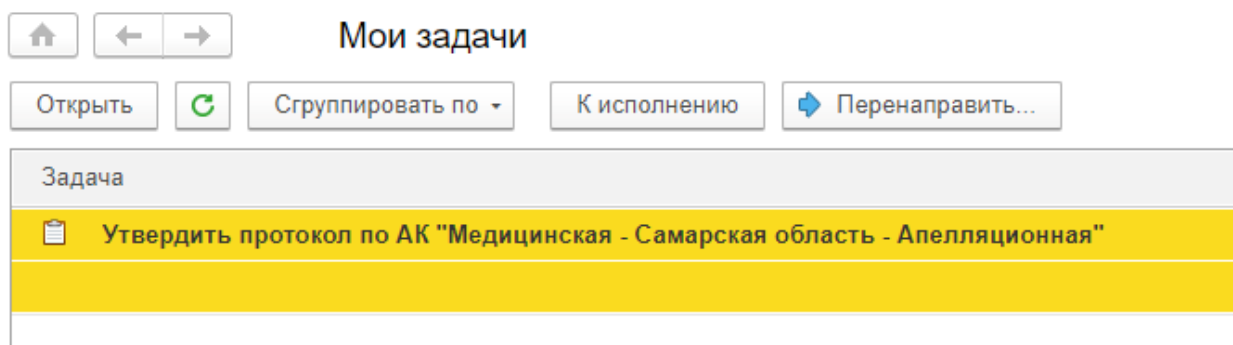 Мои задачи
Открыть Сгруппировать по К исполнению Перенаправить...
Задача
Утвердить протокол по АК "Медицинская - Самарская область - Апелляционная"